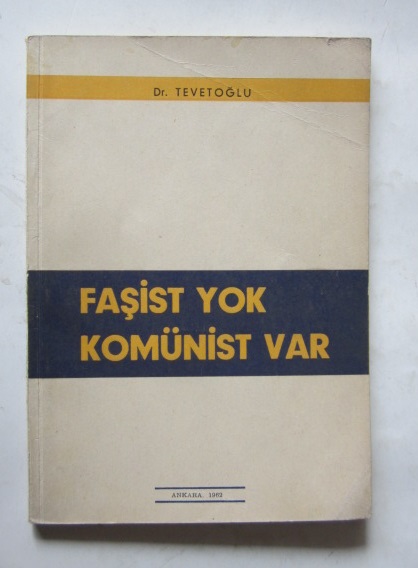 Dr. TEVETOĞLU
FAŞİST YOK
KOMÜNİST VAR
ANKARA, 1962